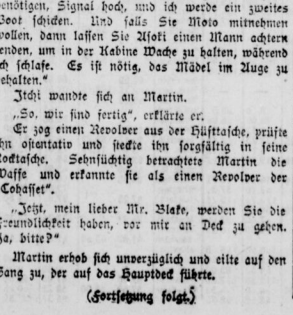 benötigen, Signal hoch, und ich werde ein zweites
Boot schicken. Und falls Sie Moto mitnehmen
wollen, dann lassen Sie Asoki einen Mann achtern
senden, um in der Kabine Wache zu halten, während
ich schlafe. Es ist nötig, das Mädel im Auge zu
behalten.“
Itchi wandte sich an Martin.
„So, wir sind fertig“, erklärte er.
Er zog einen Revolver aus der Hüfttasche, prüfte
ihn ostentativ und steckte ihn sorgfältig in seine
Rocktasche. Sehnsüchtig betrachtete Martin die
Waffe und erkannte sie als einen Revolver der
„Cohasset“.
„Jetzt, mein lieber Mr. Blake, werden Sie die
Freundlichkeit haben, vor mir an Deck zu gehen.
Ja, bitte?“
Martin erhob sich unverzüglich und eilte auf den
Gang zu, der auf das Hauptdeck führte.
(Fortsetzung folgt.)